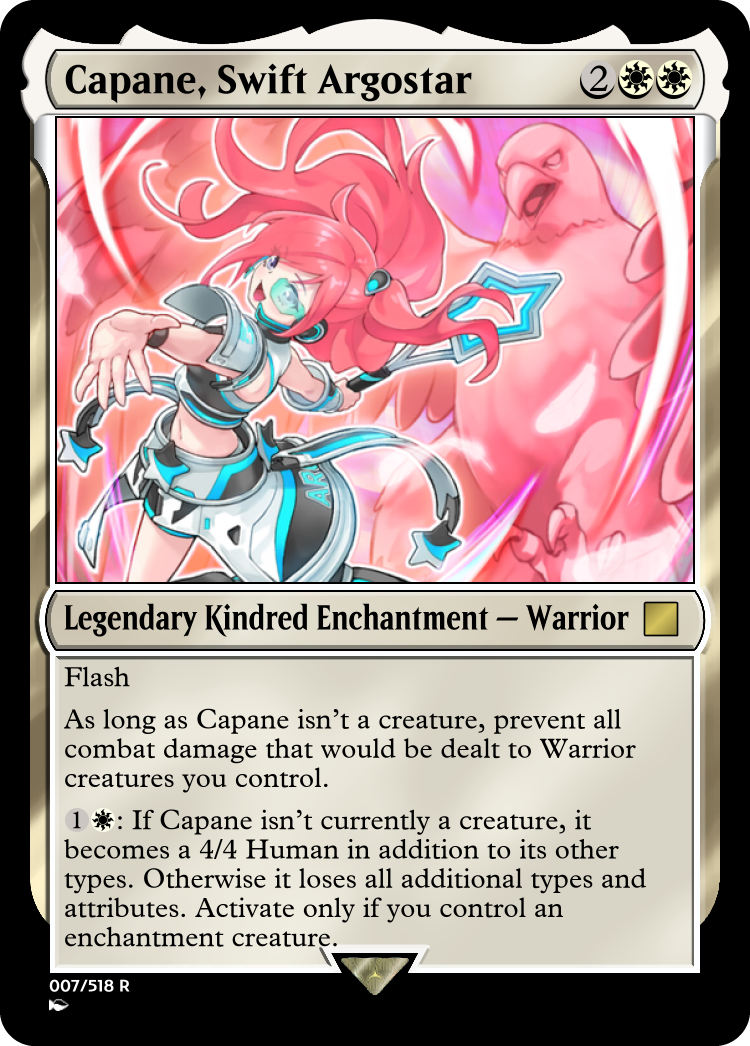 Capane, Swift Argostar
2
Legendary Kindred Enchantment — Warrior
Flash
As long as Capane isn't a creature, prevent all
combat damage that would be dealt to Warrior
creatures you control.
1: If Capane isn't currently a creature, it
becomes a 4/4 Human in addition to its other
types. Otherwise it loses all additional types and
attributes. Activate only if you control an
enchantment creature.
007/518 R